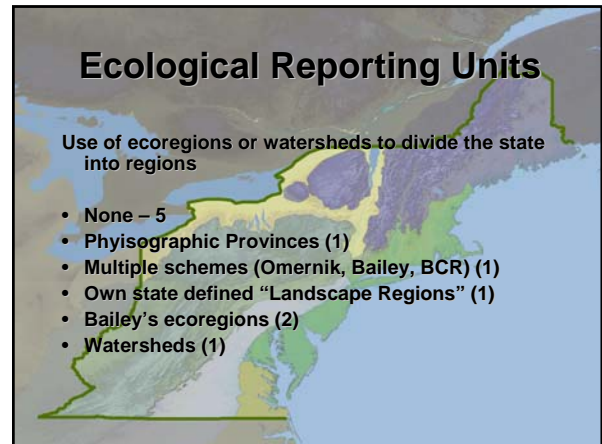 Ecological Reporting Units
Use of ecoregions or watersheds to divide the state
into regions
• None – 5
• Phyisographic Provinces (1)
• Multiple schemes (Omernik, Bailey, BCR) (1)
• Own state defined “Landscape Regions” (1)
• Bailey’s ecoregions (2)
• Watersheds (1)